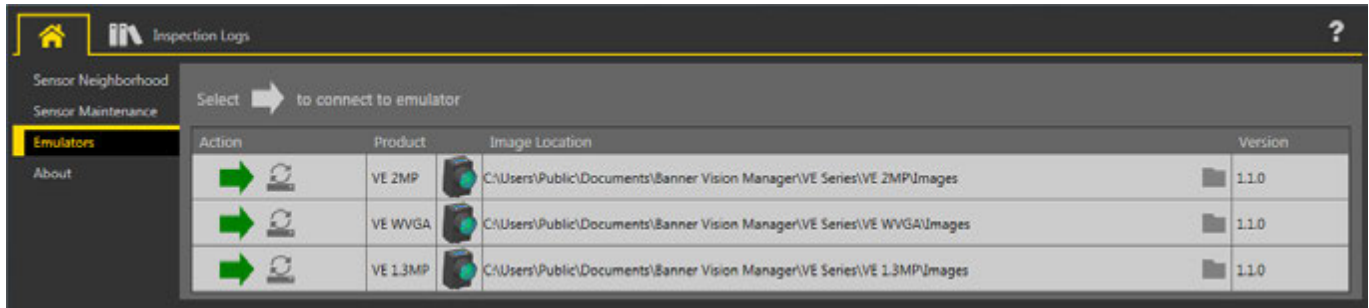 Inspection Logs
?
Sensor Neighborhood
Sensor Maintenance
Emulators
About
Select to connect to emulator
Action Product Image Location Version
VE 2MP C:\Users\Public\Documents\Banner Vision Manager\VE Series\VE 2MP\Images 1.1.0
VE WVGA C:\Users\Public\Documents\Banner Vision Manager\VE Series\VE WVGA\Images 1.1.0
VE 1.3MP C:\Users\Public\Documents\Banner Vision Manager\VE Series\VE 1.3MP\Images 1.1.0